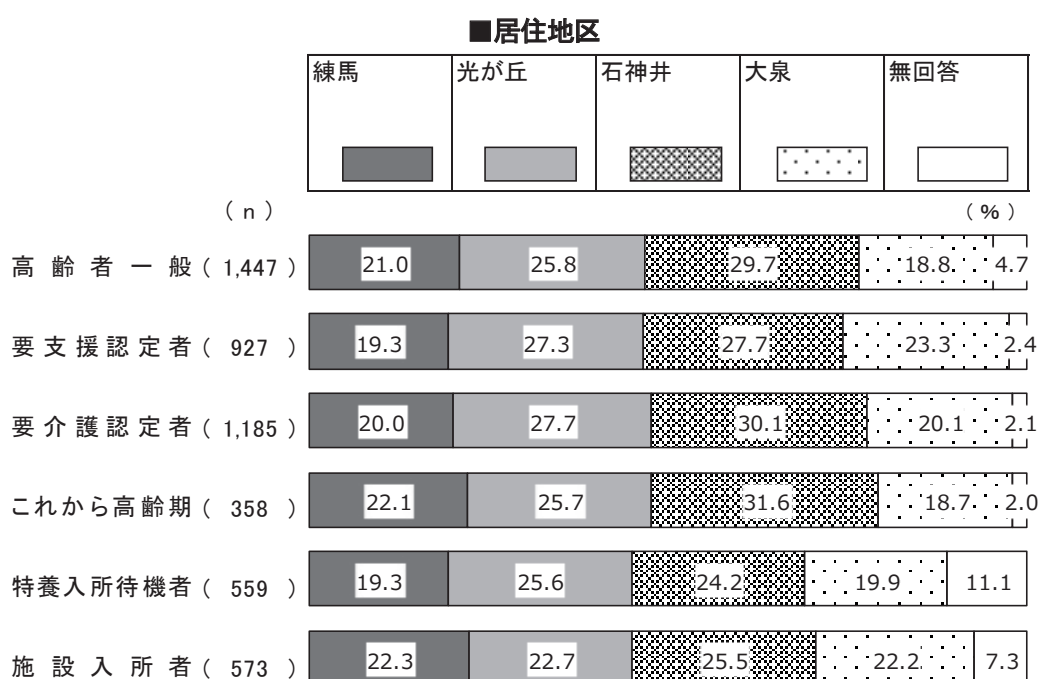 ■居住地区
練馬 光が丘 石神井 大泉 無回答
（ｎ） （％）
高齢者一般（1,447） 21.0 25.8 29.7 18.8 4.7
要支援認定者（927） 19.3 27.3 27.7 23.3 2.4
要介護認定者（1,185） 20.0 27.7 30.1 20.1 2.1
これから高齢期（358） 22.1 25.7 31.6 18.7 2.0
特養入所待機者（559） 19.3 25.6 24.2 19.9 11.1
施設入所者（573） 22.3 22.7 25.5 22.2 7.3